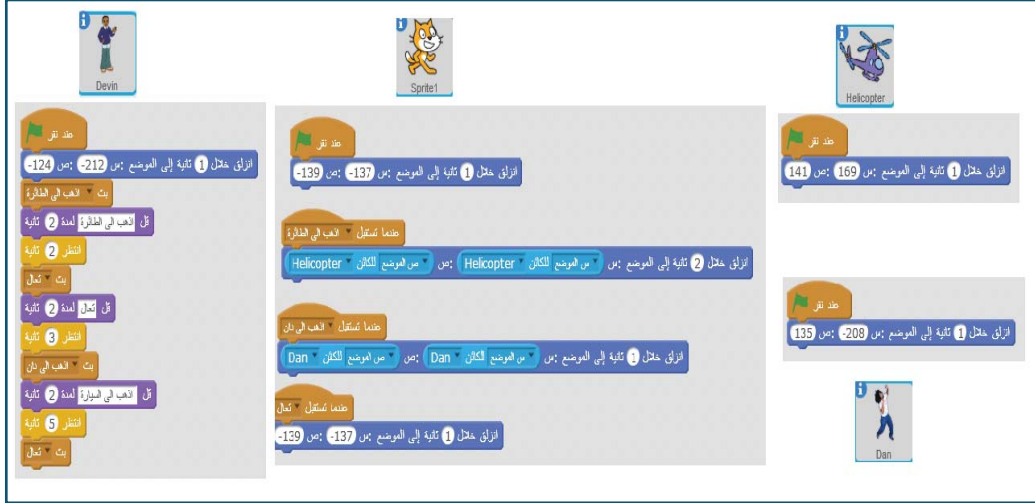 Devin
عند نقر
انزلق خلال 1 ثانية إلى الموضع :س -212 :ص -124
بث اذهب الى الطائرة
قل اذهب الى الطائرة لمدة 2 ثانية
انتظر 2 ثانية
بث تعال
قل تعال لمدة 2 ثانية
انتظر 3 ثانية
بث اذهب الى دان
قل اذهب الى السيارة لمدة 2 ثانية
انتظر 5 ثانية
بث تعال
Sprite1
عند نقر
انزلق خلال 1 ثانية إلى الموضع :س -137 :ص -139
عندما تستقبل اذهب الى الطائرة
انزلق خلال 2 ثانية إلى الموضع :س س الموضع للكائن Helicopter :ص ص الموضع للكائن Helicopter
عندما تستقبل اذهب الى دان
انزلق خلال 1 ثانية إلى الموضع :س س الموضع للكائن Dan :ص ص الموضع للكائن Dan
عندما تستقبل تعال
انزلق خلال 1 ثانية إلى الموضع :س -137 :ص -139
Helicopter
عند نقر
انزلق خلال 1 ثانية إلى الموضع :س 169 :ص 141
عند نقر
انزلق خلال 1 ثانية إلى الموضع :س -208 :ص 135
Dan